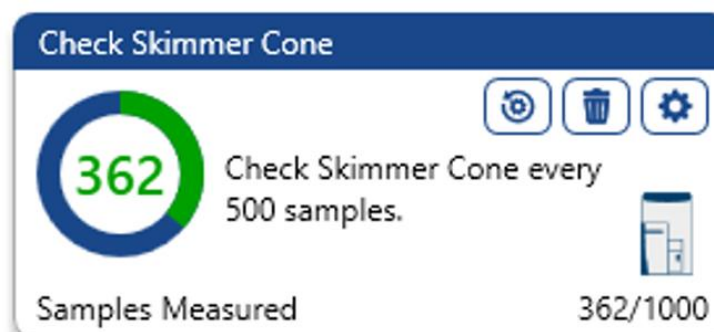 Check Skimmer Cone
362
Check Skimmer Cone every
500 samples.
Samples Measured
362/1000